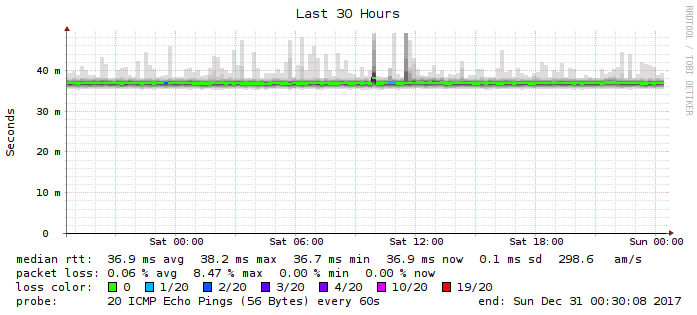 Last 30 Hours
RRDTOOL / TOBI OETIKER
Seconds
40 m
30 m
20 m
10 m
0
Sat 00:00 Sat 06:00 Sat 12:00 Sat 18:00 Sun 00:00
median rtt: 36.9 ms avg 38.2 ms max 36.7 ms min 36.9 ms now 0.1 ms sd 298.6 am/s
packet loss: 0.06 % avg 8.47 % max 0.00 % min 0.00 % now
loss color: 0 1/20 2/20 3/20 4/20 10/20 19/20
probe: 20 ICMP Echo Pings (56 Bytes) every 60s end: Sun Dec 31 00:30:08 2017